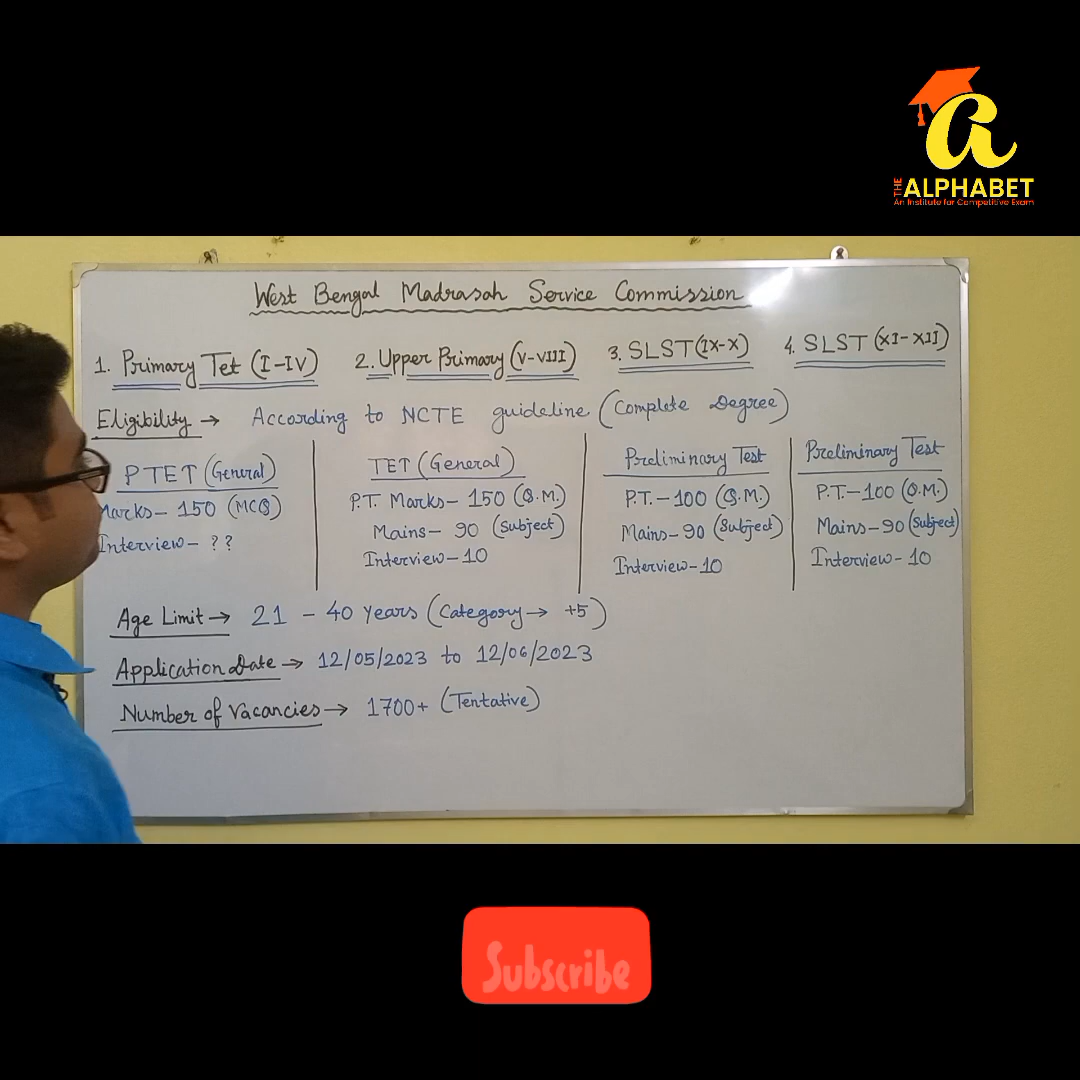 THE ALPHABET
An Institute for Competitive Exam
West Bengal Madrasah Service Commission
1. Primary Tet (I-IV)
2. Upper Primary (V-VIII)
3. SLST (IX-X)
4. SLST (XI-XII)
Eligibility → According to NCTE guideline (Complete Degree)
PTET (General)
Marks- 150 (MCQ)
Interview- ??
TET (General)
P.T. Marks- 150 (Q.M.)
Mains- 90 (Subject)
Interview-10
Preliminary Test
P.T.-100 (Q.M.)
Mains-90 (Subject)
Interview-10
Preliminary Test
P.T.-100 (Q.M.)
Mains-90 (Subject)
Interview-10
Age Limit → 21 - 40 years (Category → +5)
Application Date → 12/05/2023 to 12/06/2023
Number of Vacancies → 1700+ (Tentative)
Subscribe